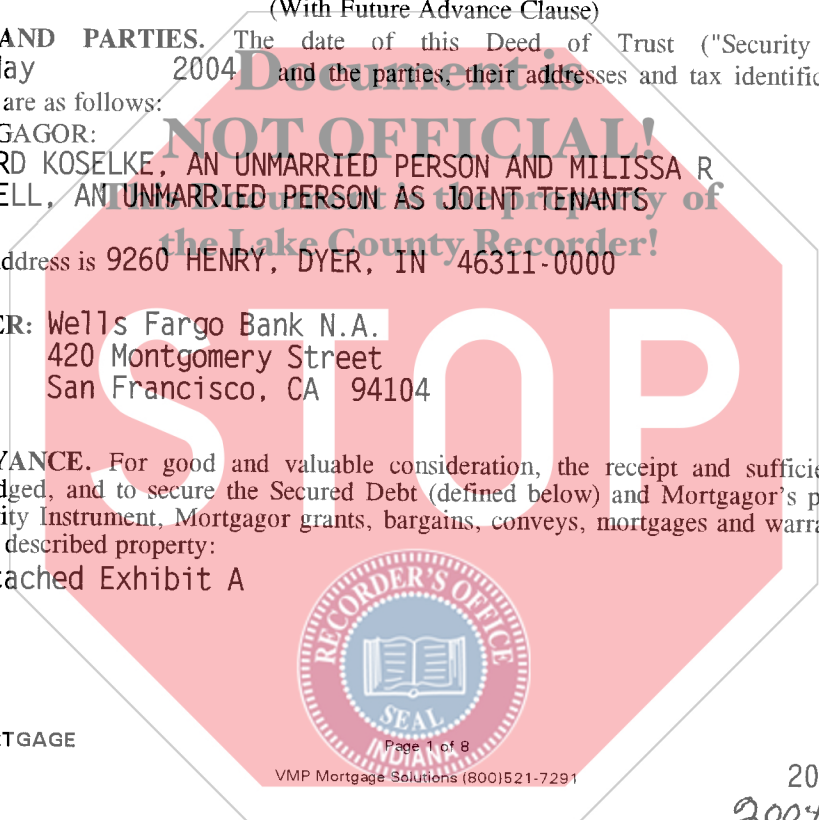 (With Future Advance Clause)
AND PARTIES. The date of this Deed of Trust ("Security
May 2004 and the parties, their addresses and tax identific
are as follows:
GAGOR:
RD KOSELKE, AN UNMARRIED PERSON AND MILISSA R
ELL, AN UNMARRIED PERSON AS JOINT TENANTS
ddress is 9260 HENRY, DYER, IN 46311-0000
ER: Wells Fargo Bank N.A.
420 Montgomery Street
San Francisco, CA 94104
YANCE. For good and valuable consideration, the receipt and sufficie
dged, and to secure the Secured Debt (defined below) and Mortgagor's p
ity Instrument, Mortgagor grants, bargains, conveys, mortgages and warra
described property:
tached Exhibit A
Document is
NOT OFFICIAL!
This Document is the property of
the Lake County Recorder!
STOP
RECORDER'S OFFICE
SEAL
INDIANA
RTGAGE
Page 1 of 8
VMP Mortgage Solutions (800)521-7291
20
2004